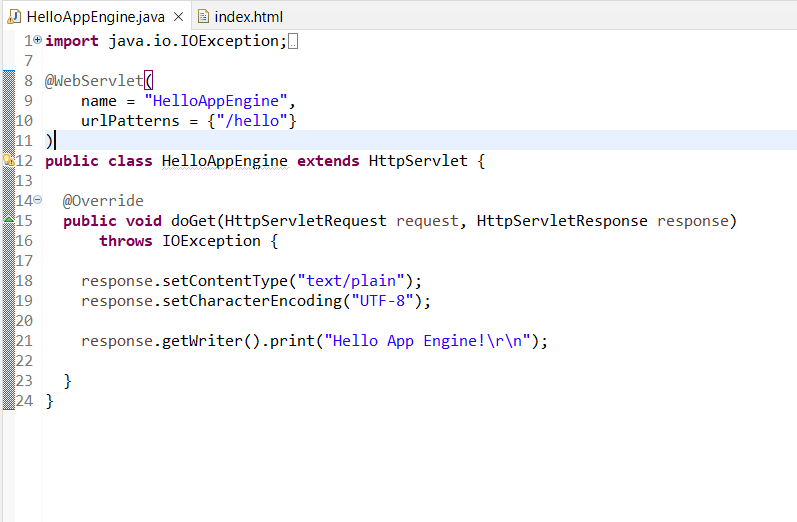 HelloAppEngine.java index.html
1 import java.io.IOException;
7
8 @WebServlet(
9 name = "HelloAppEngine",
10 urlPatterns = {"/hello"}
11 )
12 public class HelloAppEngine extends HttpServlet {
13
14 @Override
15 public void doGet(HttpServletRequest request, HttpServletResponse response)
16 throws IOException {
17
18 response.setContentType("text/plain");
19 response.setCharacterEncoding("UTF-8");
20
21 response.getWriter().print("Hello App Engine!\r\n");
22
23 }
24 }